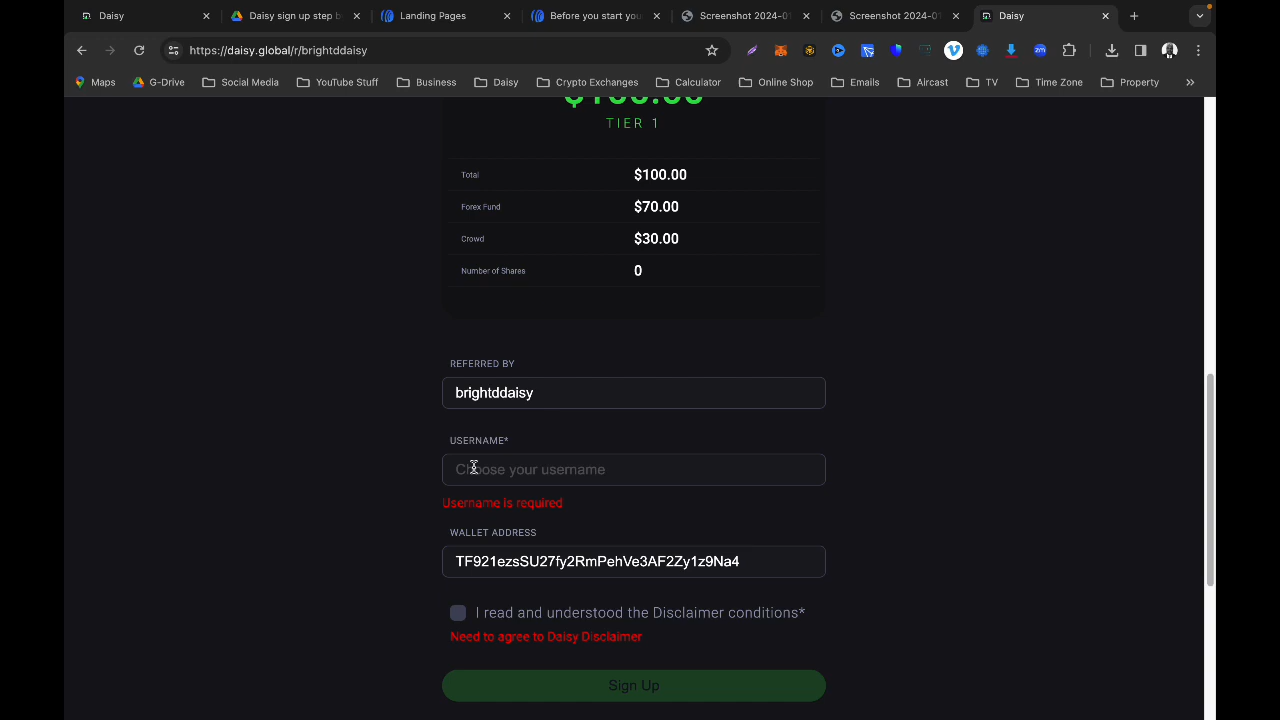 Daisy
Daisy sign up step b
Landing Pages
Before you start you
Screenshot 2024-01
Screenshot 2024-01
Daisy
https://daisy.global/r/brightddaisy
Maps
G-Drive
Social Media
YouTube Stuff
Business
Daisy
Crypto Exchanges
Calculator
Online Shop
Emails
Aircast
TV
Time Zone
Property
$100.00
TIER 1
Total $100.00
Forex Fund $70.00
Crowd $30.00
Number of Shares 0
REFERRED BY
brightddaisy
USERNAME*
Choose your username
Username is required
WALLET ADDRESS
TF921ezsSU27fy2RmPehVe3AF2Zy1z9Na4
I read and understood the Disclaimer conditions*
Need to agree to Daisy Disclaimer
Sign Up